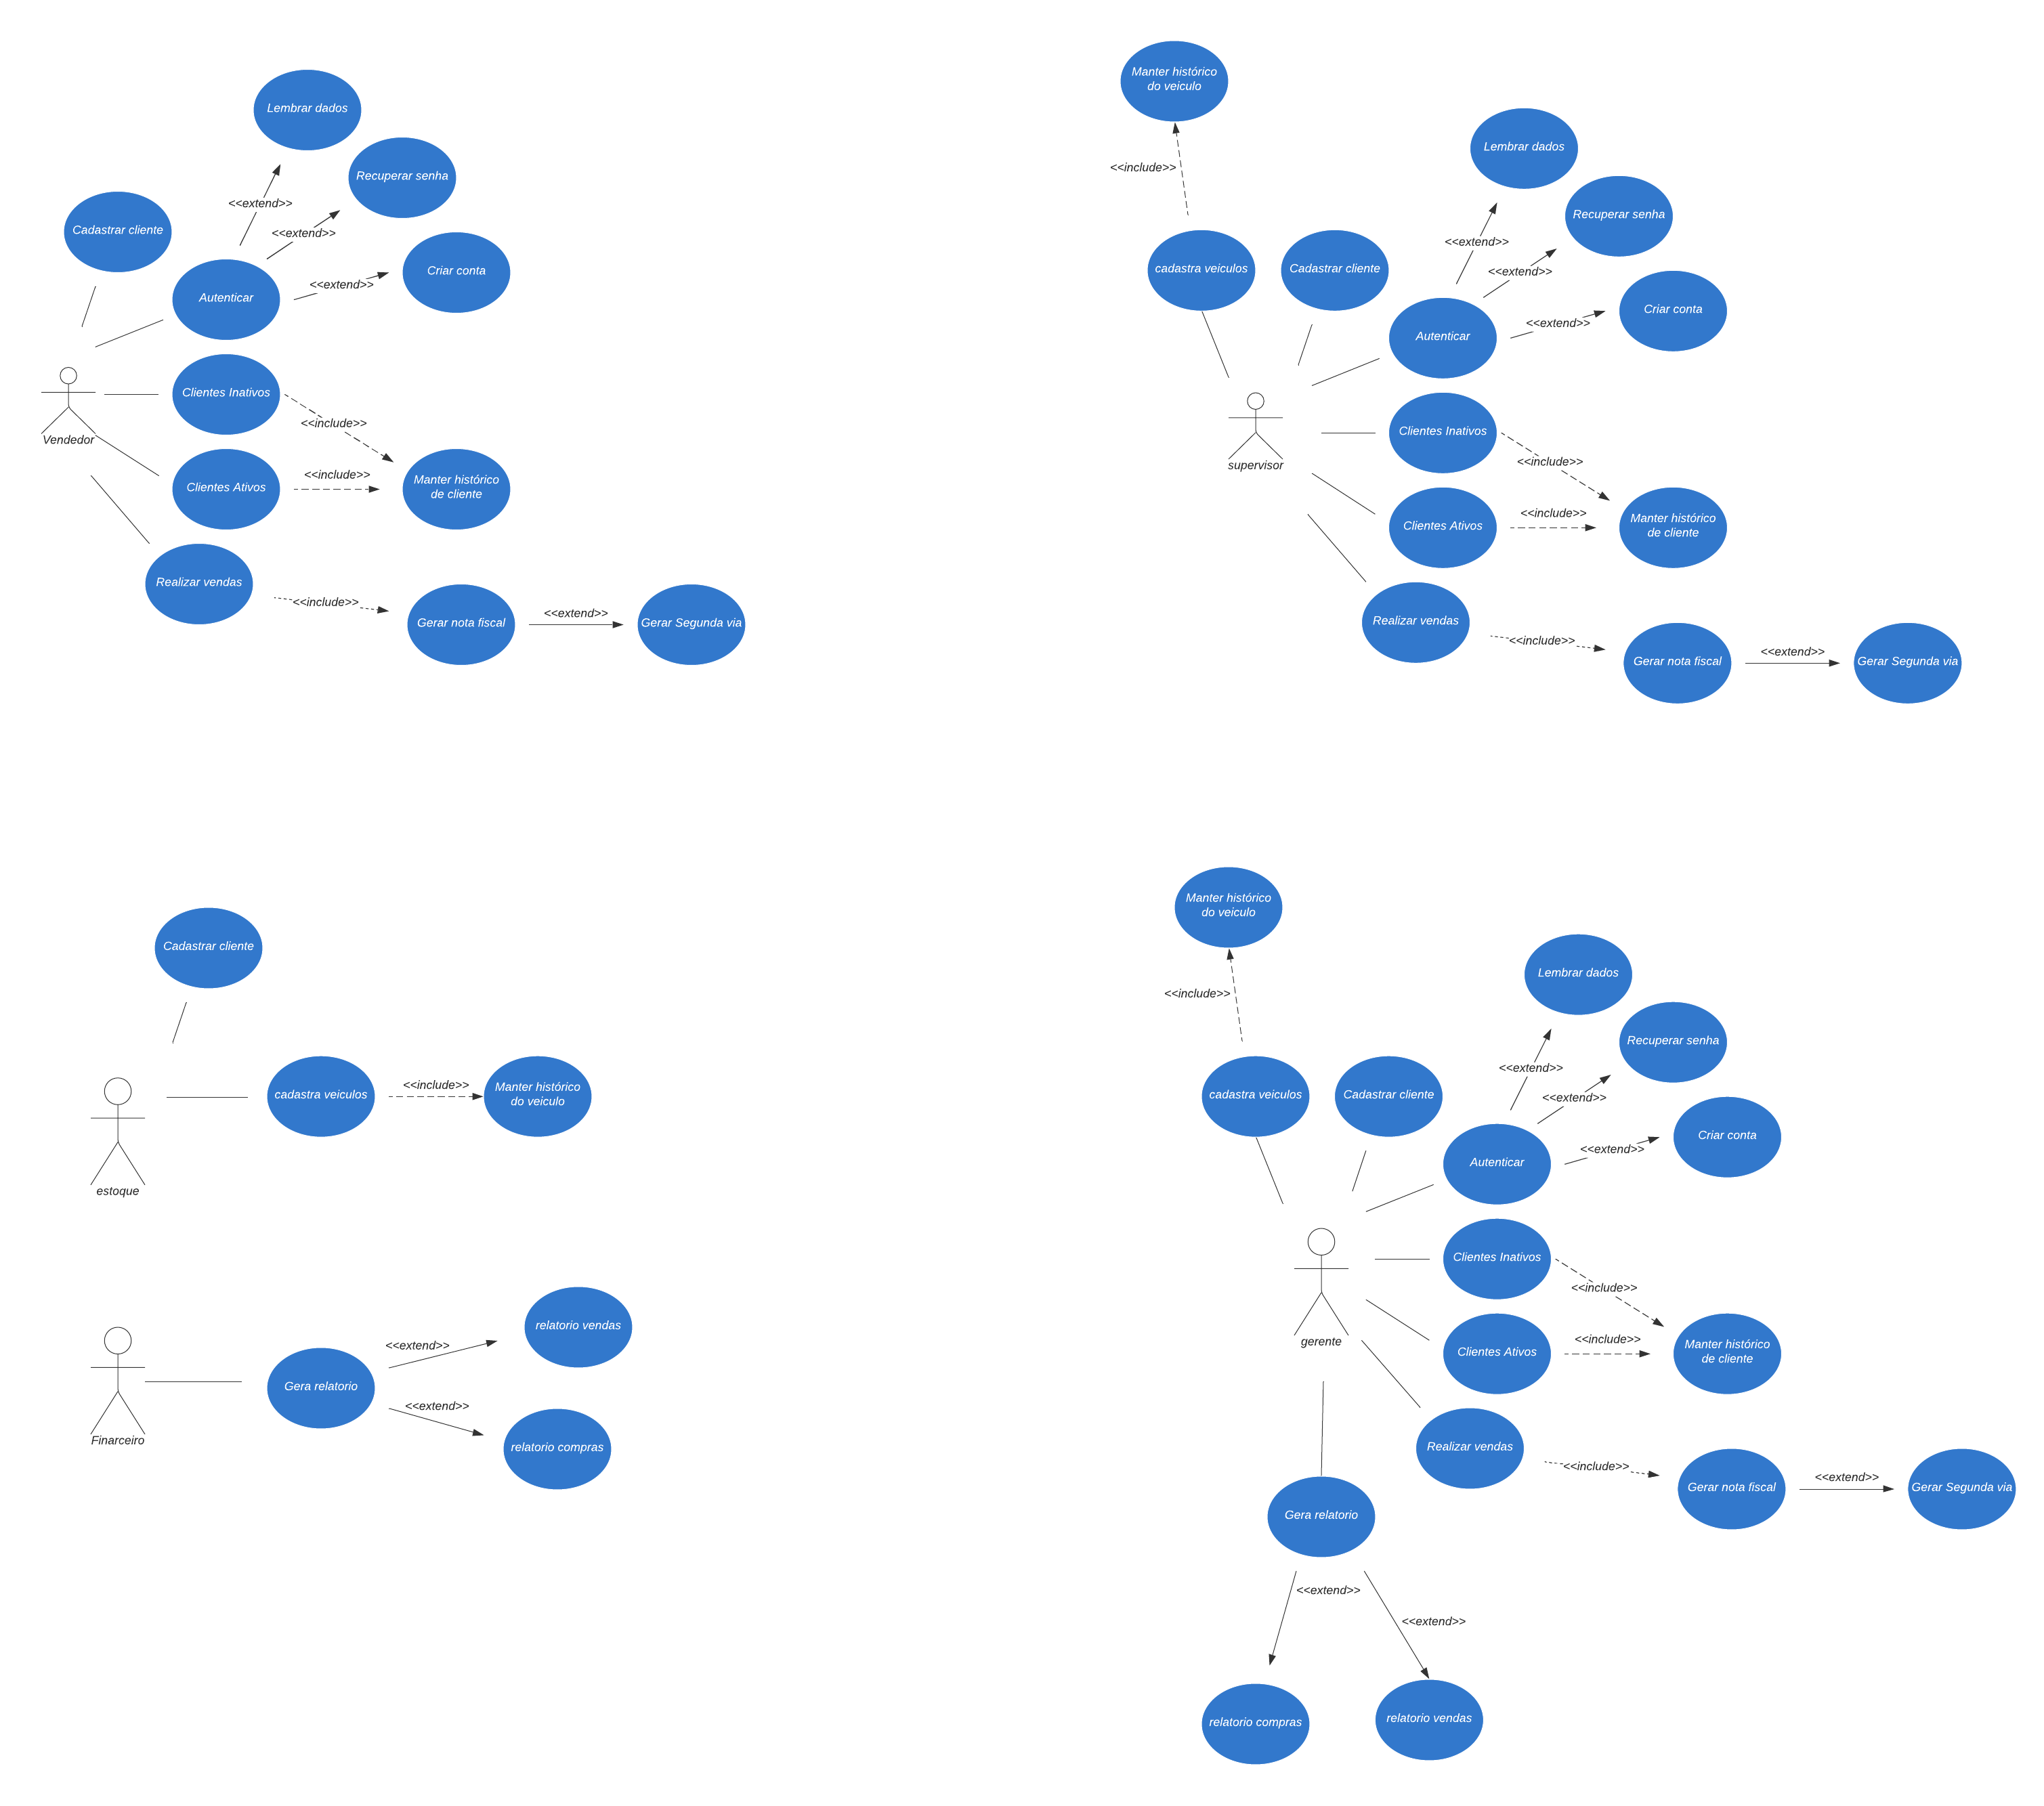 Lembrar dados
Recuperar senha
<<extend>>
Cadastrar cliente
<<extend>>
Criar conta
<<extend>>
Autenticar
Clientes Inativos
<<include>>
Vendedor
<<include>>
Clientes Ativos
Manter histórico
de cliente
Realizar vendas
<<include>>
<<extend>>
Gerar nota fiscal
Gerar Segunda via
Manter histórico
do veiculo
<<include>>
Lembrar dados
Recuperar senha
<<extend>>
cadastra veiculos
Cadastrar cliente
<<extend>>
Criar conta
<<extend>>
Autenticar
Clientes Inativos
<<include>>
supervisor
<<include>>
Clientes Ativos
Manter histórico
de cliente
Realizar vendas
<<include>>
<<extend>>
Gerar nota fiscal
Gerar Segunda via
Cadastrar cliente
cadastra veiculos
<<include>>
Manter histórico
do veiculo
estoque
relatorio vendas
<<extend>>
Gera relatorio
<<extend>>
Finarceiro
relatorio compras
Manter histórico
do veiculo
<<include>>
Lembrar dados
Recuperar senha
<<extend>>
cadastra veiculos
Cadastrar cliente
<<extend>>
Criar conta
<<extend>>
Autenticar
Clientes Inativos
<<include>>
gerente
<<include>>
Clientes Ativos
Manter histórico
de cliente
Realizar vendas
<<include>>
<<extend>>
Gerar nota fiscal
Gerar Segunda via
Gera relatorio
<<extend>>
<<extend>>
relatorio compras
relatorio vendas